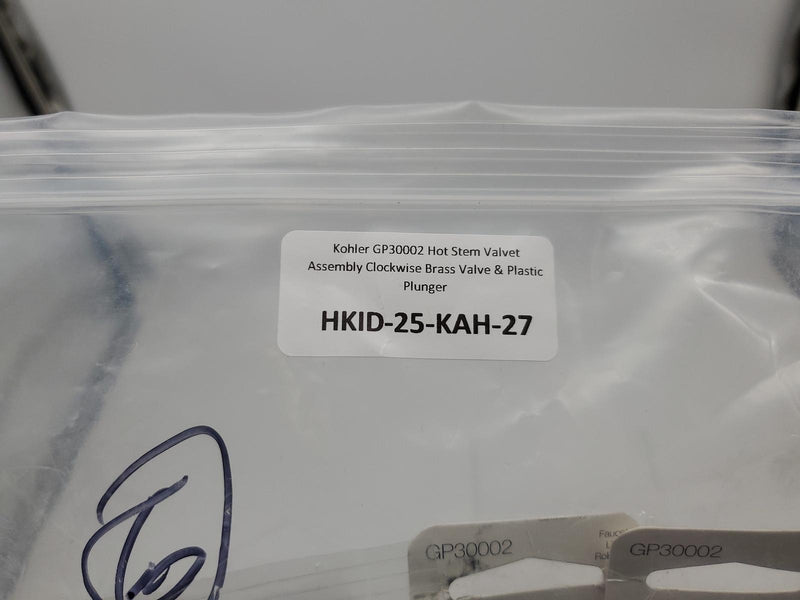 Kohler GP30002 Hot Stem Valvet
Assembly Clockwise Brass Valve & Plastic
Plunger
HKID-25-KAH-27
GP30002
GP30002